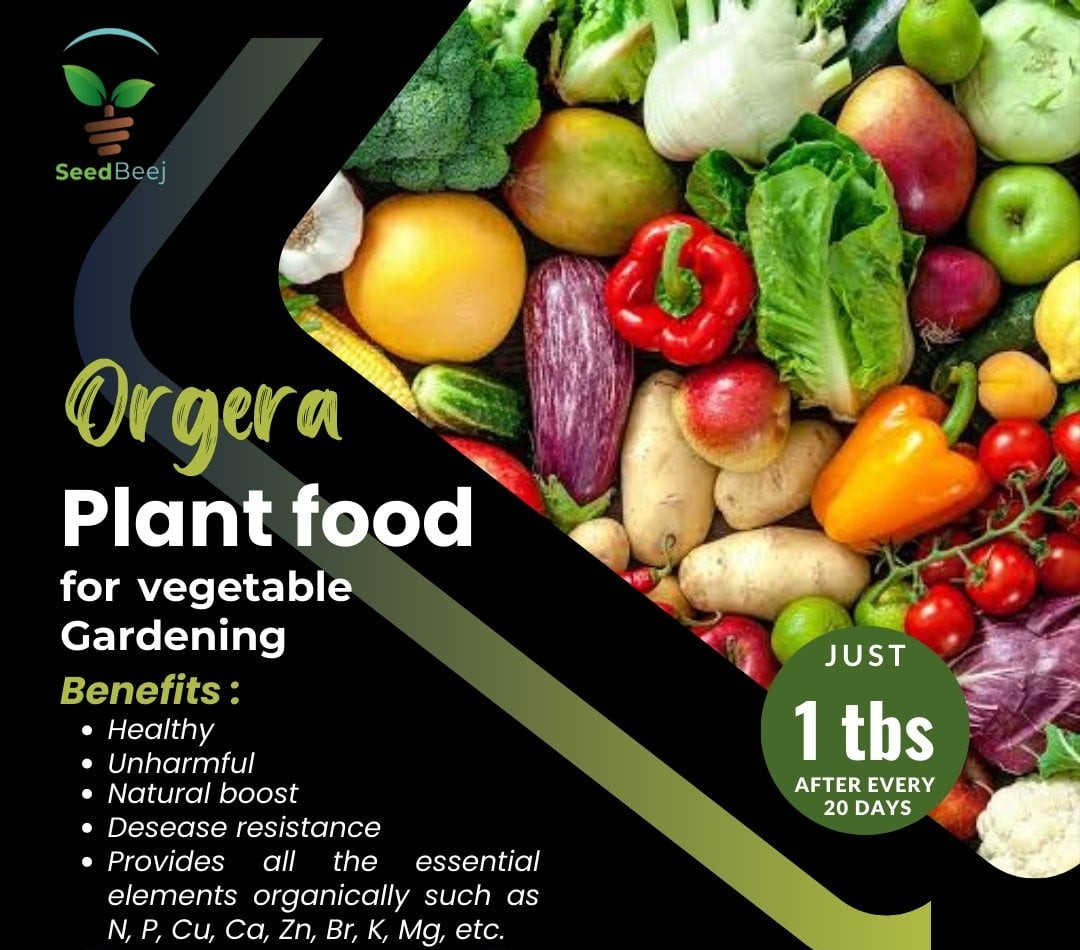 SeedBeej
Orgera
Plant food
for vegetable
Gardening
Benefits :
• Healthy
• Unharmful
• Natural boost
• Desease resistance
• Provides all the essential
elements organically such as
N, P, Cu, Ca, Zn, Br, K, Mg, etc.
JUST
1 tbs
AFTER EVERY
20 DAYS